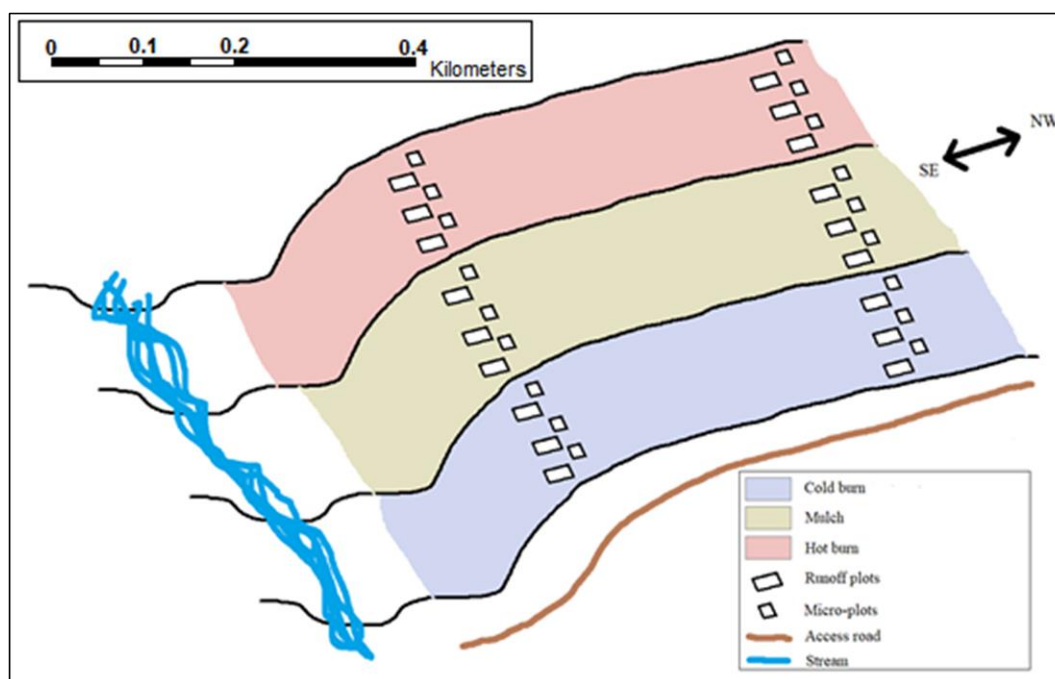 0 0.1 0.2 0.4
Kilometers
NW
SE
Cold burn
Mulch
Hot burn
Runoff plots
Micro-plots
Access road
Stream